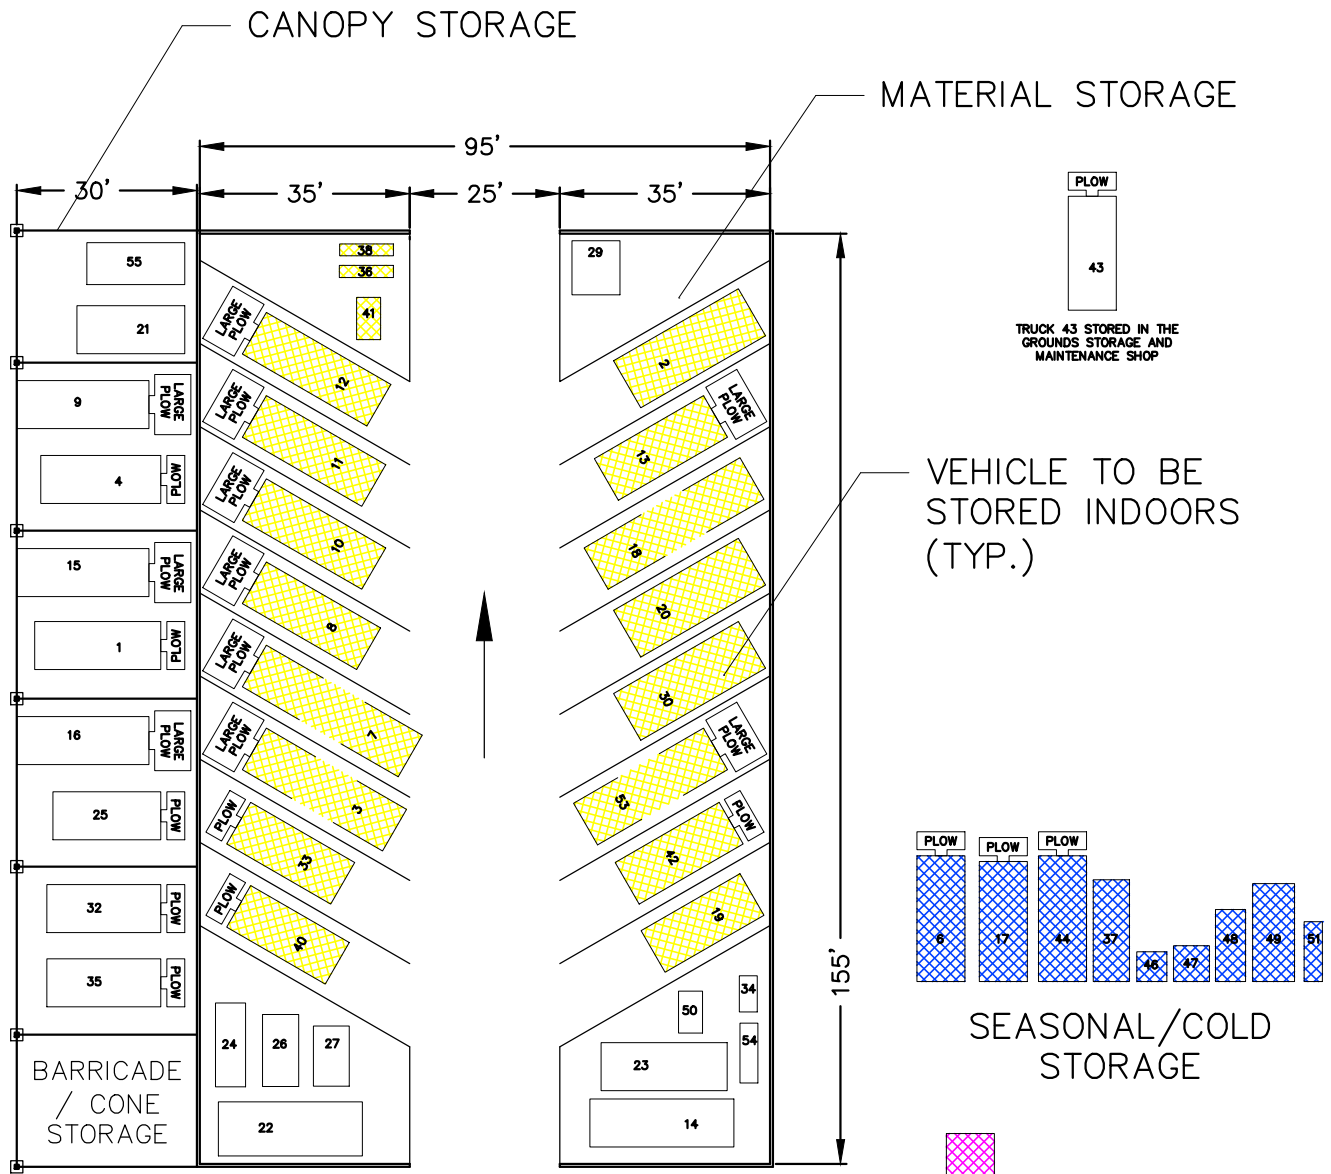 CANOPY STORAGE
MATERIAL STORAGE
95'
30'
35'
25'
35'
PLOW
43
TRUCK 43 STORED IN THE
GROUNDS STORAGE AND
MAINTENANCE SHOP
55
21
LARGE
PLOW
9
PLOW
4
LARGE
PLOW
15
PLOW
1
LARGE
PLOW
16
PLOW
25
PLOW
32
PLOW
35
BARRICADE
/ CONE
STORAGE
38
36
41
LARGE
PLOW
12
LARGE
PLOW
11
LARGE
PLOW
10
LARGE
PLOW
8
LARGE
PLOW
7
LARGE
PLOW
3
PLOW
33
PLOW
40
24
26
27
22
29
2
LARGE
PLOW
13
18
20
30
LARGE
PLOW
53
PLOW
19
50
34
54
23
14
155'
VEHICLE TO BE
STORED INDOORS
(TYP.)
PLOW
PLOW
PLOW
6
17
44
37
46
47
48
49
51
SEASONAL/COLD
STORAGE